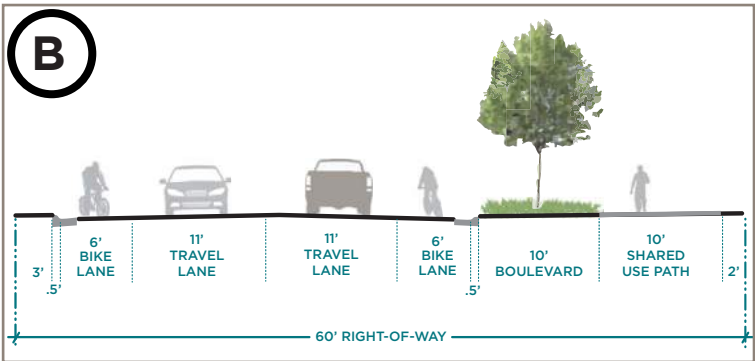 B
3'
.5'
6'
BIKE
LANE
11'
TRAVEL
LANE
11'
TRAVEL
LANE
6'
BIKE
LANE
.5'
10'
BOULEVARD
10'
SHARED
USE PATH
2'
60' RIGHT-OF-WAY